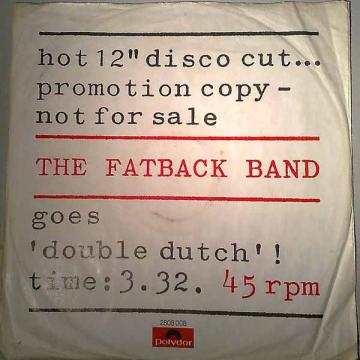 hot 12" disco cut...
promotion copy -
not for sale
THE FATBACK BAND
goes
'double dutch'!
time:3.32. 45 rpm
2808 008
polydor